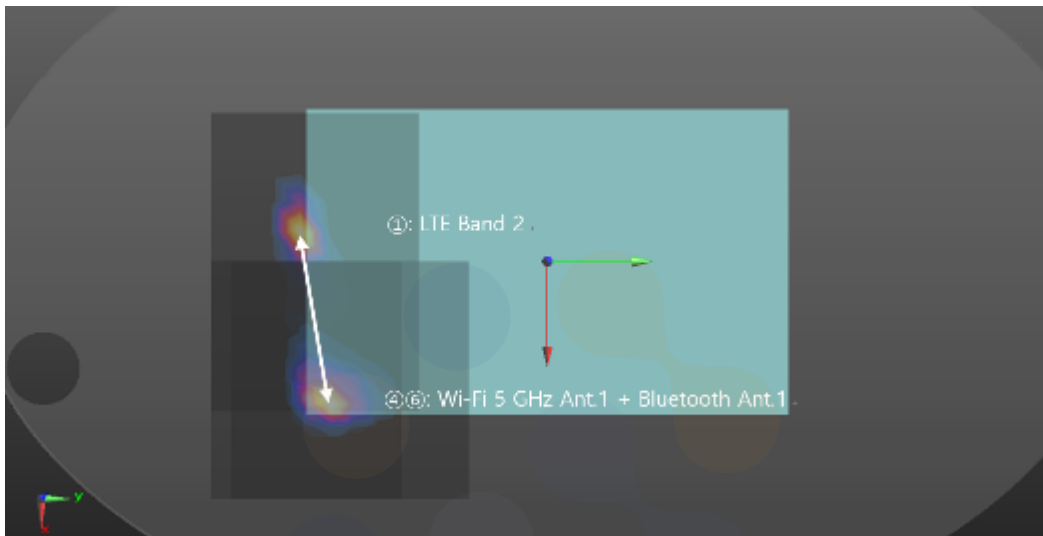 ①: LTE Band 2 .
④⑥: Wi-Fi 5 GHz Ant.1 + Bluetooth Ant.1 .
y
x